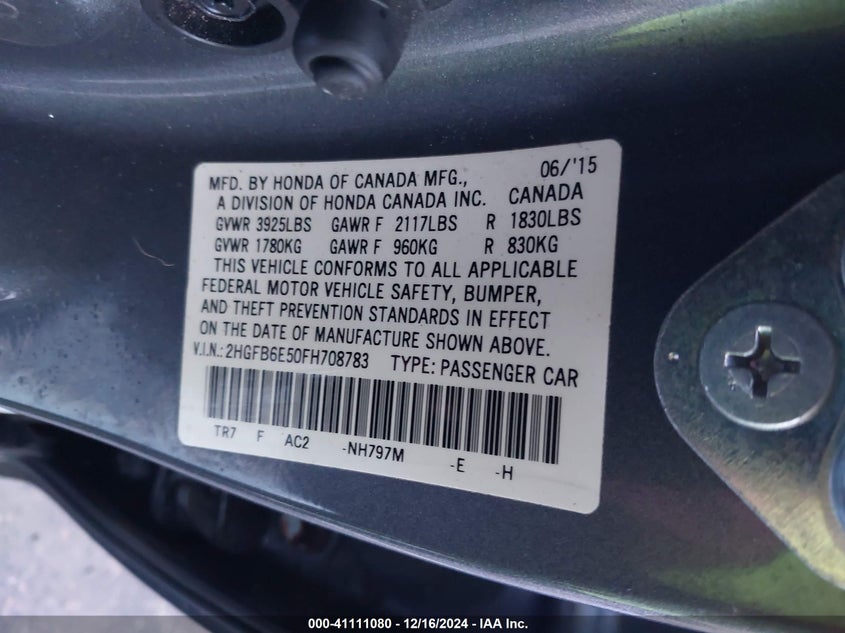 MFD. BY HONDA OF CANADA MFG., 06/'15
A DIVISION OF HONDA CANADA INC. CANADA
GVWR 3925LBS GAWR F 2117LBS R 1830LBS
GVWR 1780KG GAWR F 960KG R 830KG
THIS VEHICLE CONFORMS TO ALL APPLICABLE
FEDERAL MOTOR VEHICLE SAFETY, BUMPER,
AND THEFT PREVENTION STANDARDS IN EFFECT
ON THE DATE OF MANUFACTURE SHOWN ABOVE.
V.I.N.: 2HGFB6E50FH708783 TYPE: PASSENGER CAR
TR7 F AC2 -NH797M -E -H
000-41111080 - 12/16/2024 - IAA Inc.